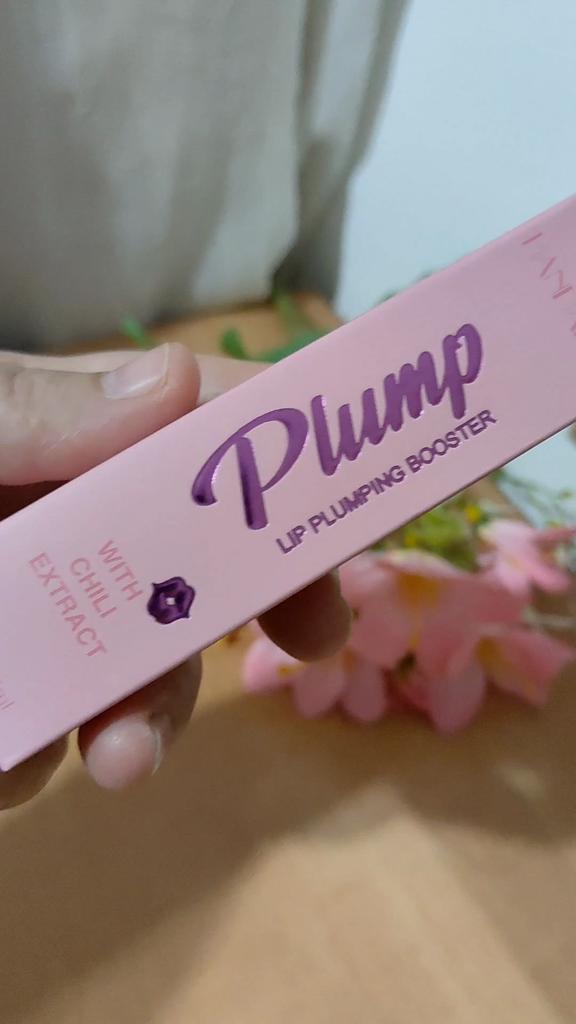 Plump
LIP PLUMPING BOOSTER
WITH
CHILI
EXTRACT